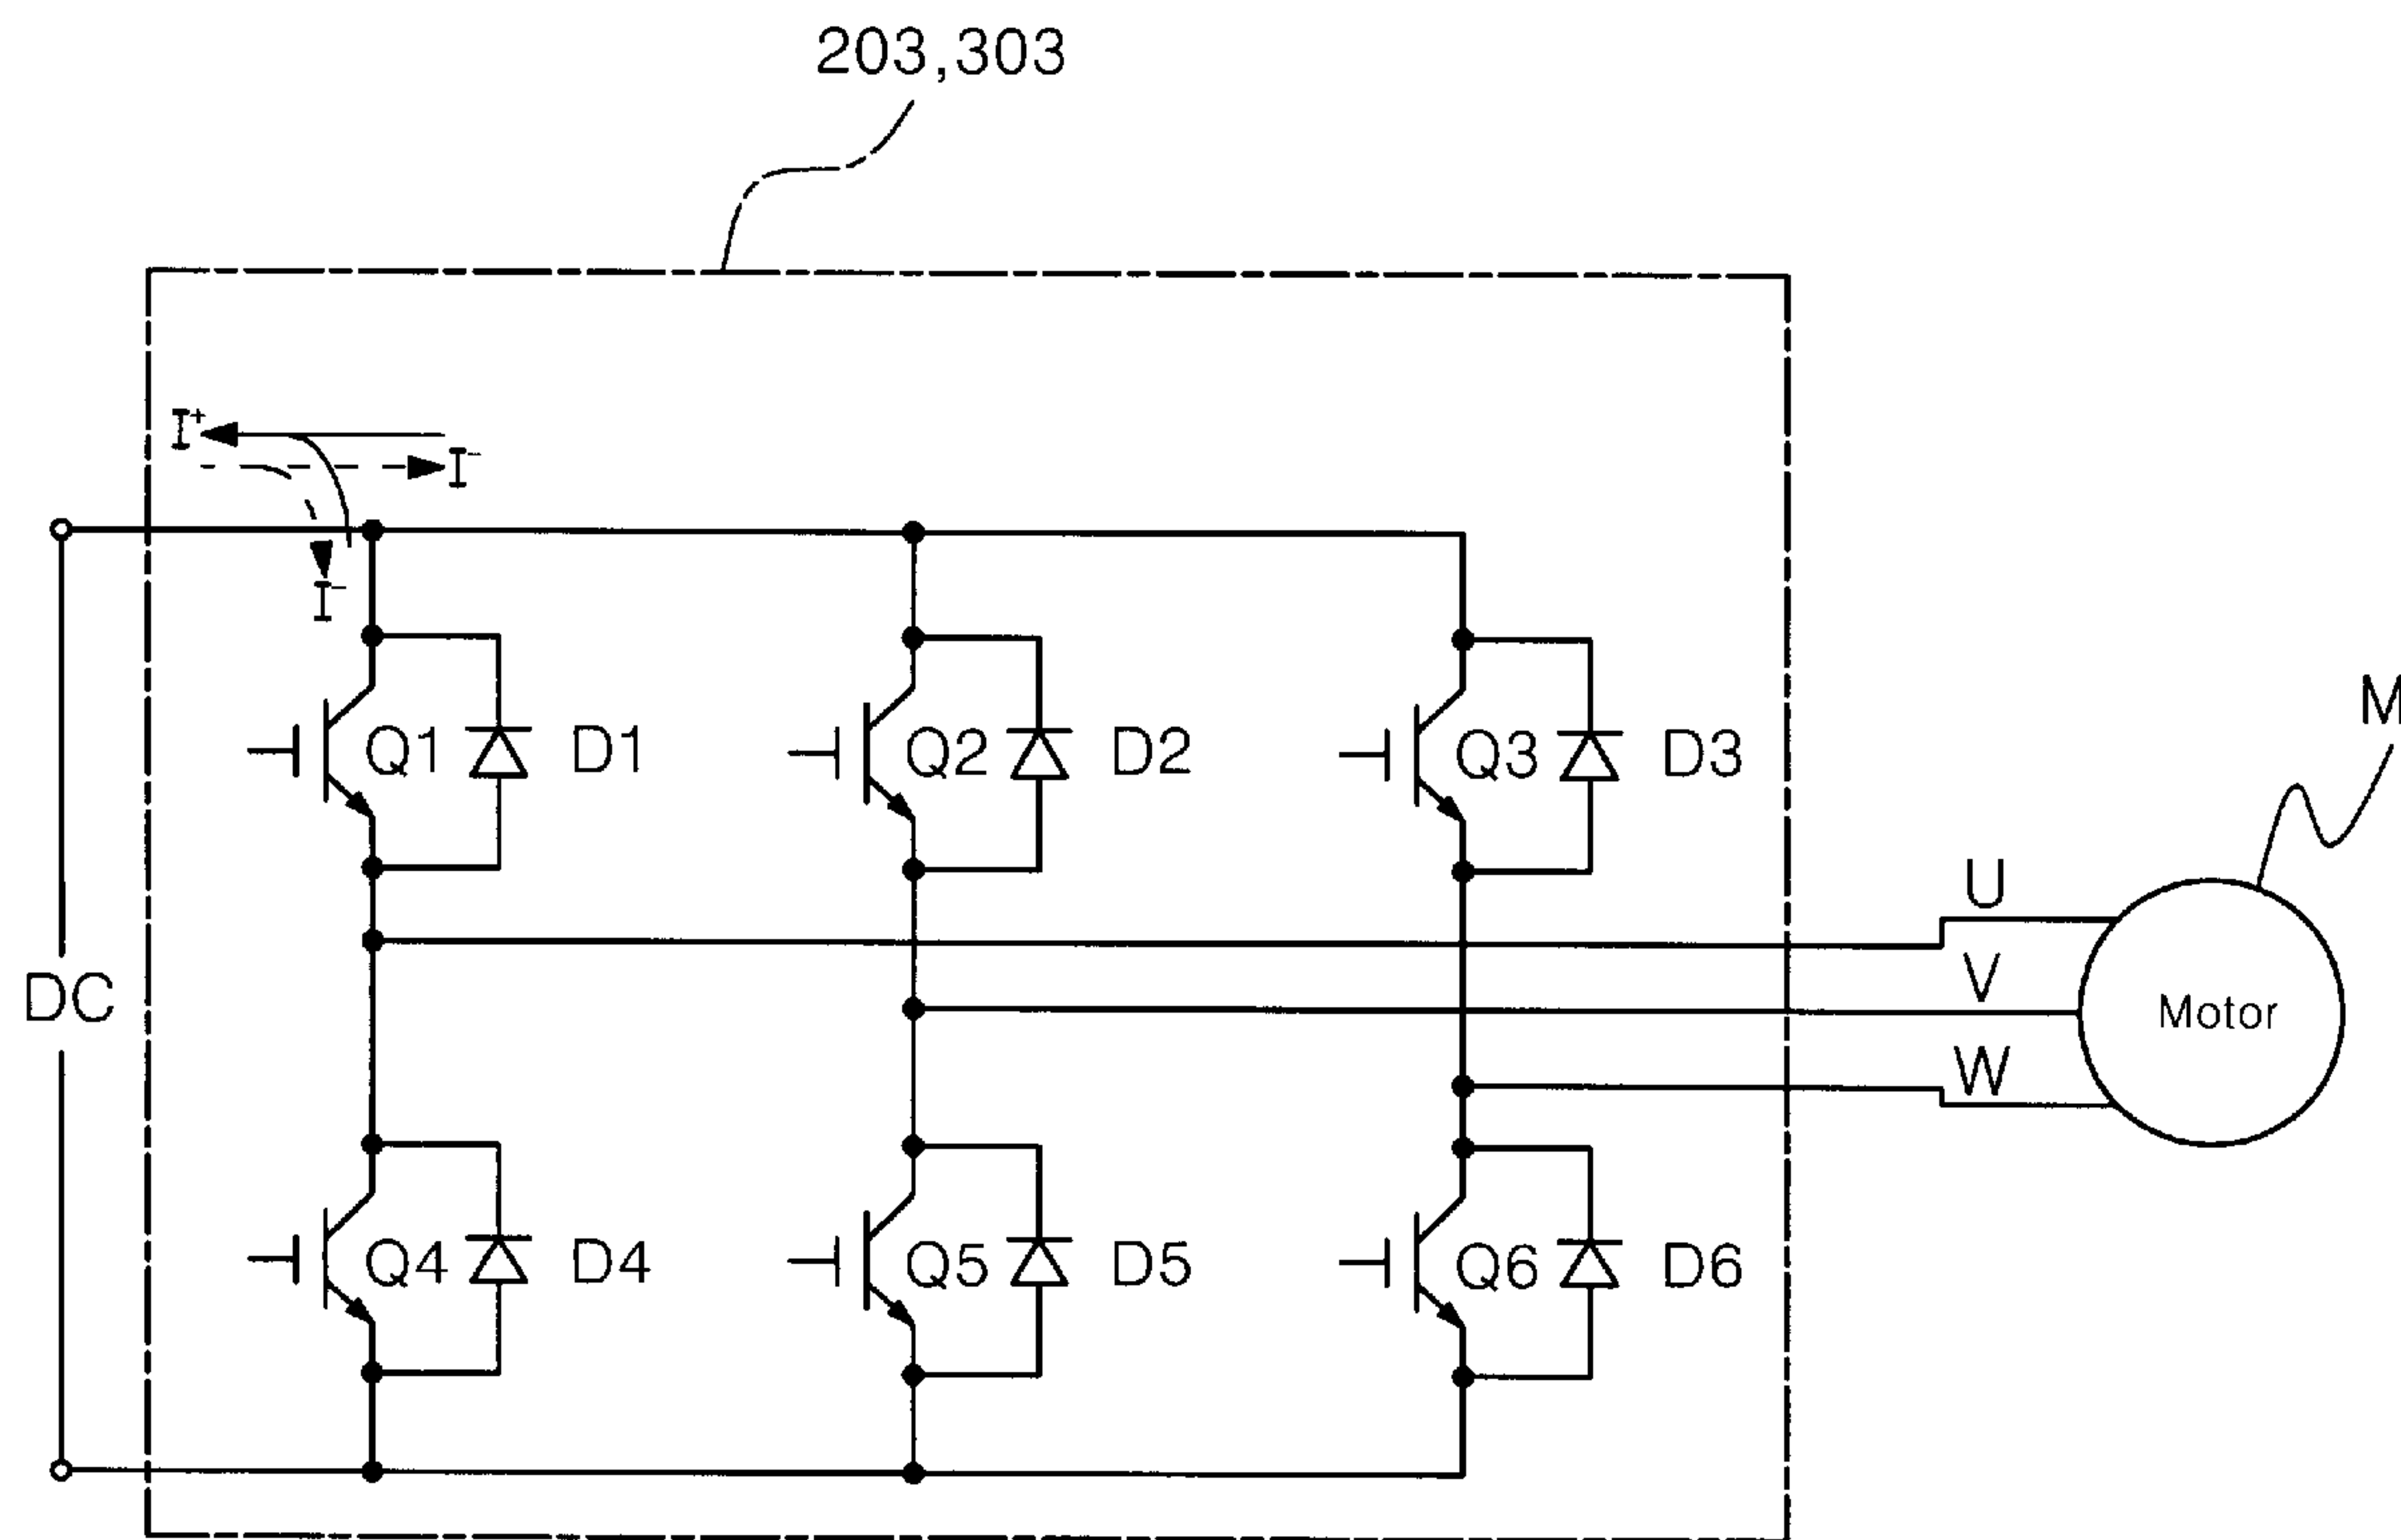 203,303
I+
I-
I-
Q1 D1 Q2 D2 Q3 D3
M
U
V
W
DC
Motor
Q4 D4 Q5 D5 Q6 D6